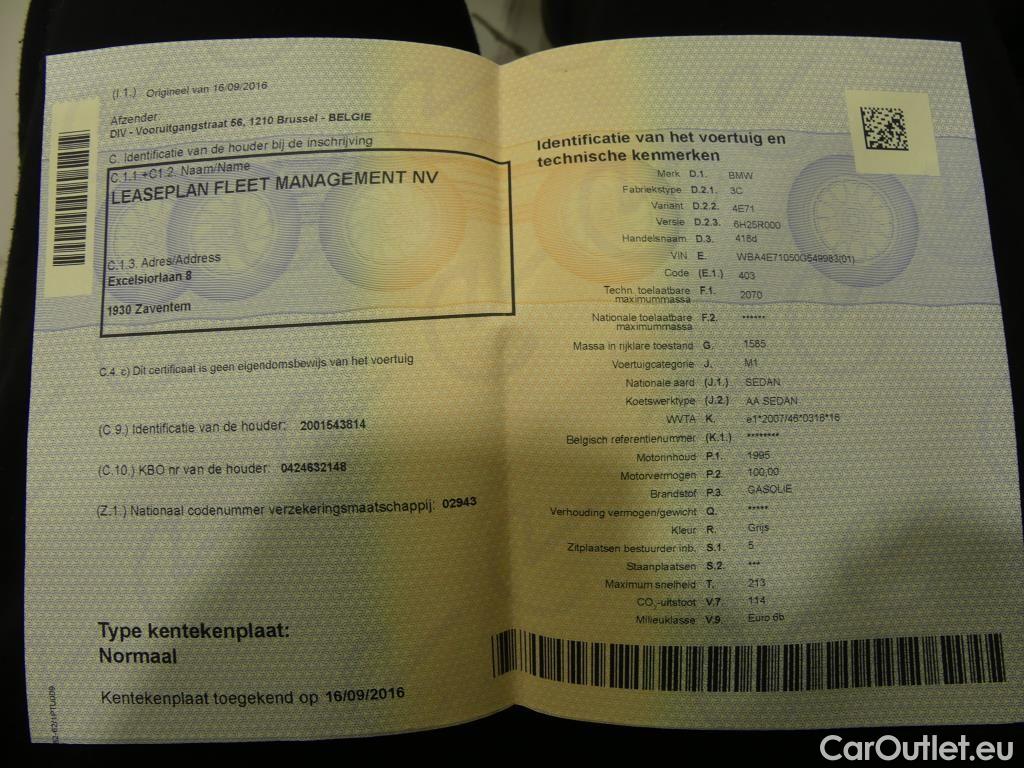 (I.1.) Origineel van 16/09/2016
Afzender:
DIV - Vooruitgangstraat 56, 1210 Brussel - BELGIE
C. Identificatie van de houder bij de inschrijving
C.1.1 +C1.2. Naam/Name
LEASEPLAN FLEET MANAGEMENT NV
C.1.3. Adres/Address
Excelsiorlaan 8
1930 Zaventem
C.4. c) Dit certificaat is geen eigendomsbewijs van het voertuig
(C.9.) Identificatie van de houder: 2001543814
(C.10.) KBO nr van de houder: 0424632148
(Z.1.) Nationaal codenummer verzekeringsmaatschappij: 02943
Type kentekenplaat:
Normaal
Kentekenplaat toegekend op 16/09/2016
Identificatie van het voertuig en
technische kenmerken
Merk D.1. BMW
Fabriekstype D.2.1. 3C
Variant D.2.2. 4E71
Versie D.2.3. 6H25R000
Handelsnaam D.3. 418d
VIN E. WBA4E71050G549983(01)
Code (E.1.) 403
Techn. toelaatbare maximummassa F.1. 2070
Nationale toelaatbare maximummassa F.2. ******
Massa in rijklare toestand G. 1585
Voertuigcategorie J. M1
Nationale aard (J.1.) SEDAN
Koetswerktype (J.2.) AA SEDAN
WVTA K. e1*2007/46*0316*16
Belgisch referentienummer (K.1.) ********
Motorinhoud P.1. 1995
Motorvermogen P.2. 100,00
Brandstof P.3. GASOLIE
Verhouding vermogen/gewicht Q. *****
Kleur R. Grijs
Zitplaatsen bestuurder inb. S.1. 5
Staanplaatsen S.2. ***
Maximum snelheid T. 213
CO₂-uitstoot V.7 114
Milieuklasse V.9. Euro 6b
CarOutlet.eu